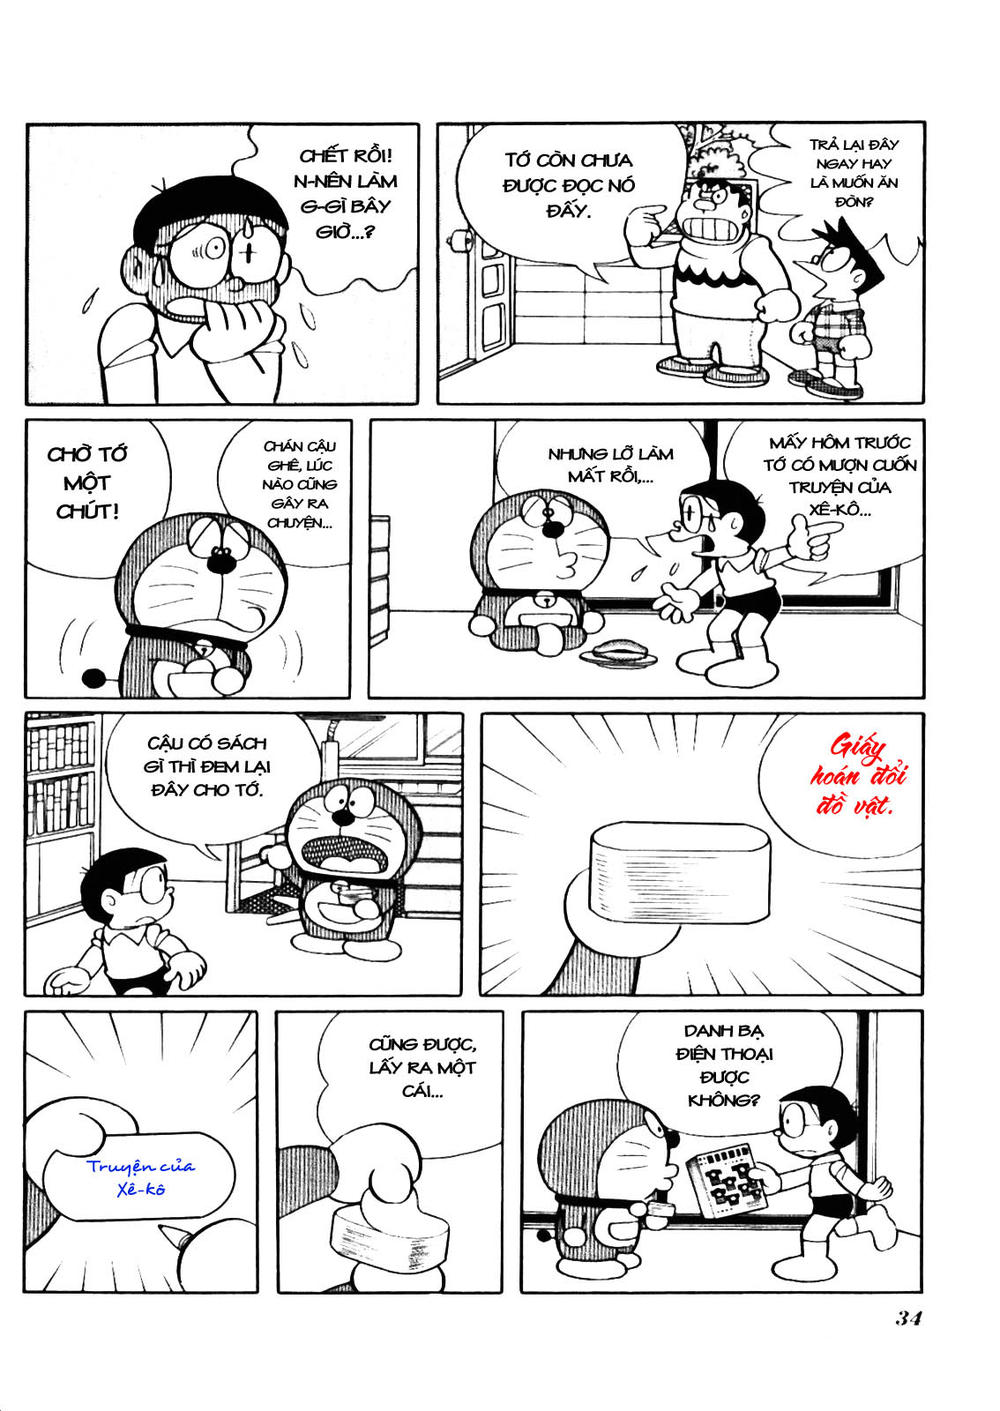 TRẢ LẠI ĐÂY
NGAY HAY
LÀ MUỐN ĂN
ĐÒN?
TỚ CÒN CHƯA
ĐƯỢC ĐỌC NÓ
ĐẤY.
CHẾT RỒI!
N-NÊN LÀM
G-GÌ BÂY
GIỜ...?
MẤY HÔM TRƯỚC
TỚ CÓ MƯỢN CUỐN
TRUYỆN CỦA
XÊ-KÔ...
NHƯNG LỠ LÀM
MẤT RỒI,...
CHÁN CẬU
GHÊ, LÚC
NÀO CŨNG
GÂY RA
CHUYỆN...
CHỜ TỚ
MỘT
CHÚT!
Giấy
hoán đổi
đồ vật.
CẬU CÓ SÁCH
GÌ THÌ ĐEM LẠI
ĐÂY CHO TỚ.
DANH BẠ
ĐIỆN THOẠI
ĐƯỢC
KHÔNG?
CŨNG ĐƯỢC,
LẤY RA MỘT
CÁI...
Truyện của
Xê-kô
34